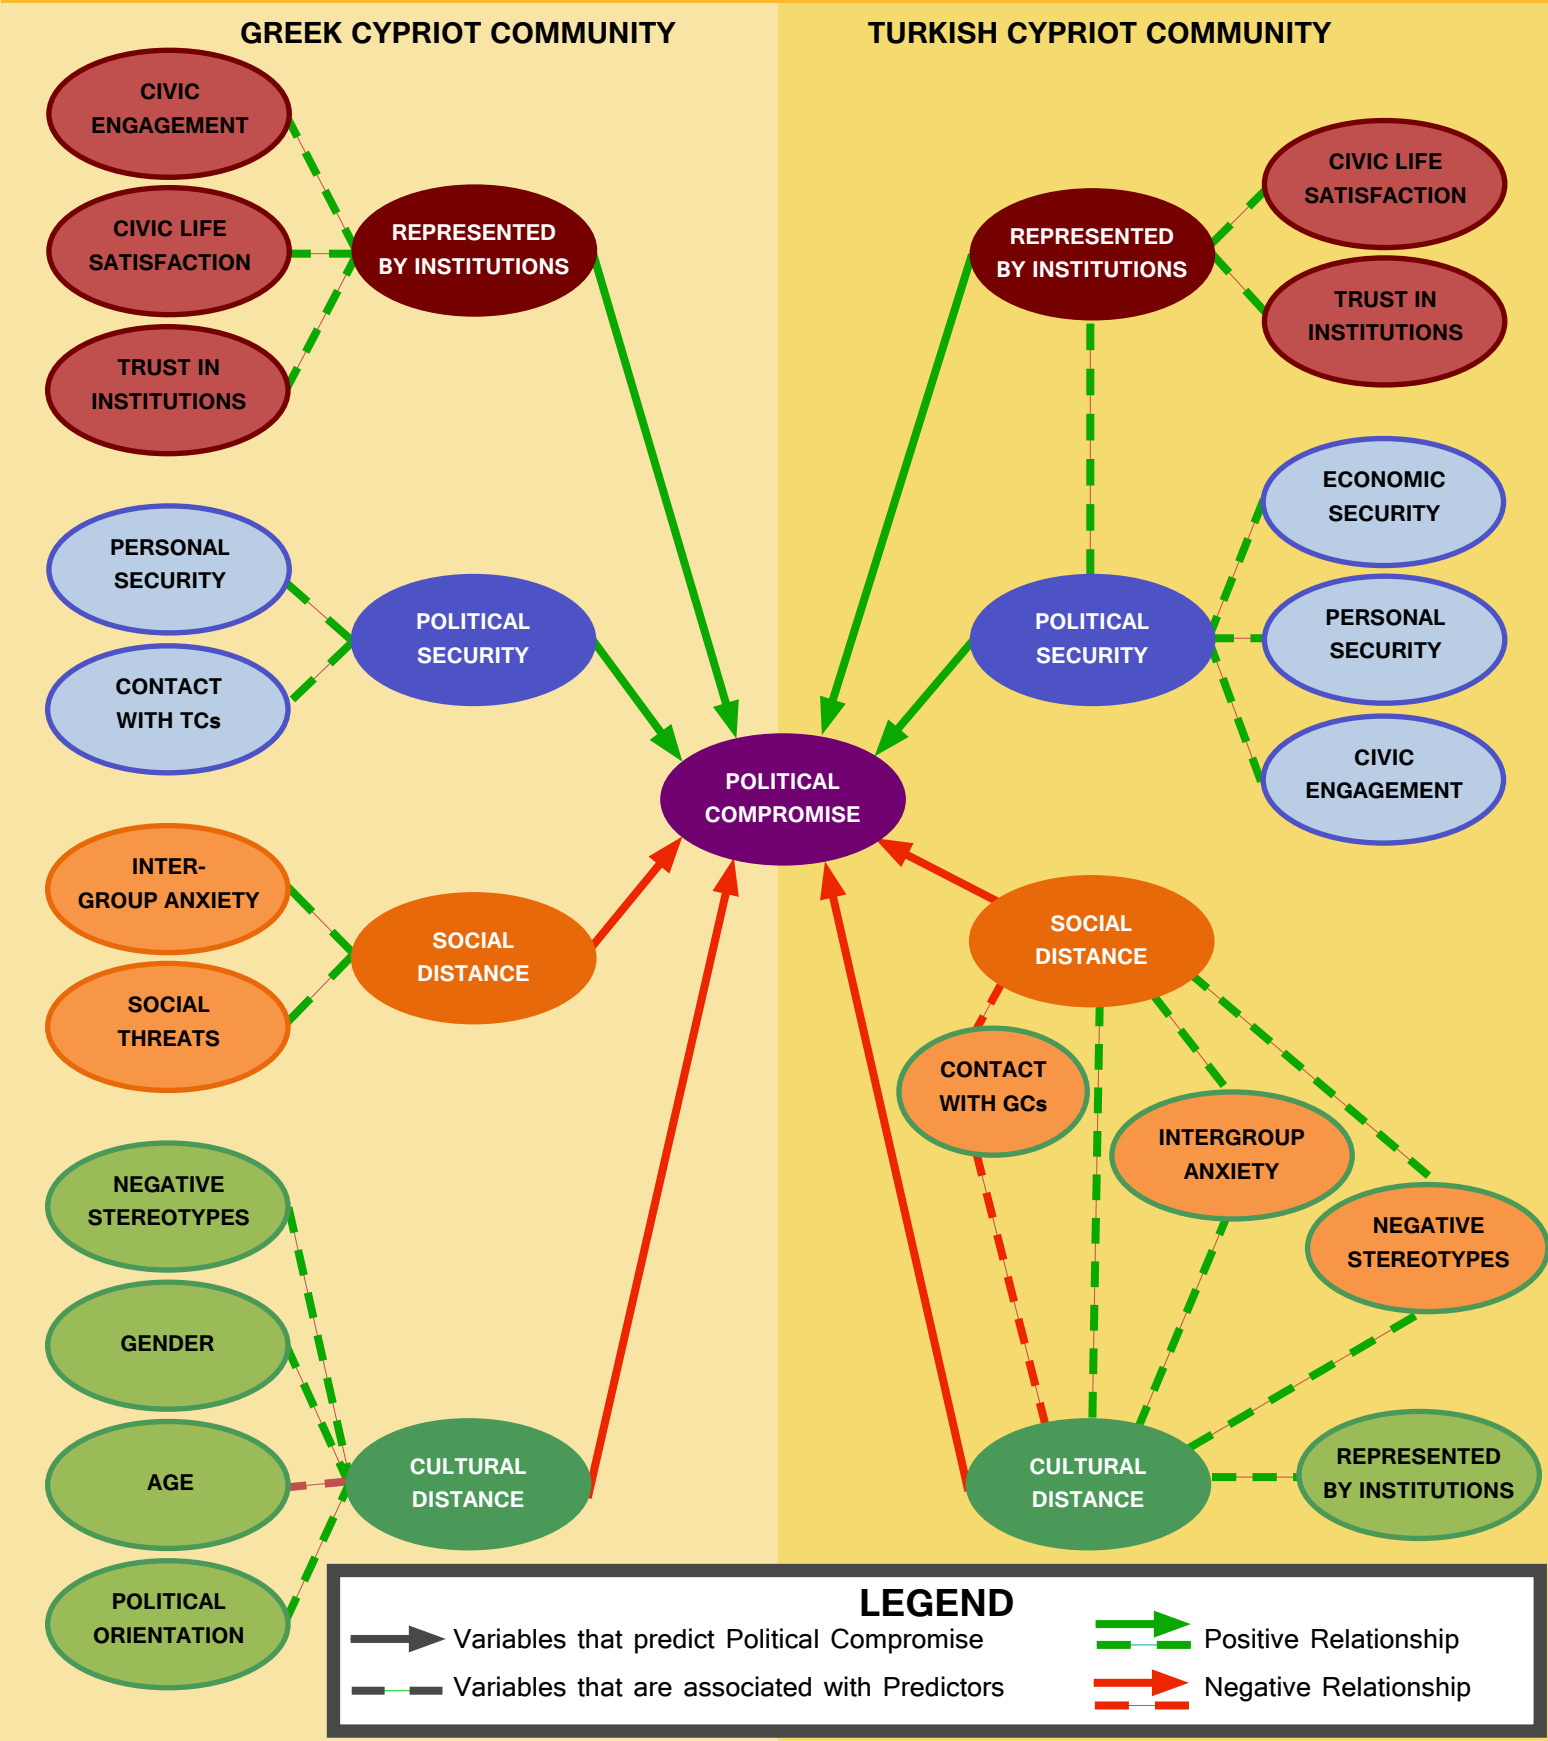 GREEK CYPRIOT COMMUNITY
CIVIC
ENGAGEMENT
CIVIC LIFE
SATISFACTION
TRUST IN
INSTITUTIONS
REPRESENTED
BY INSTITUTIONS
PERSONAL
SECURITY
CONTACT
WITH TCs
POLITICAL
SECURITY
INTER-
GROUP ANXIETY
SOCIAL
THREATS
SOCIAL
DISTANCE
NEGATIVE
STEREOTYPES
GENDER
AGE
POLITICAL
ORIENTATION
CULTURAL
DISTANCE
POLITICAL
COMPROMISE
TURKISH CYPRIOT COMMUNITY
REPRESENTED
BY INSTITUTIONS
CIVIC LIFE
SATISFACTION
TRUST IN
INSTITUTIONS
POLITICAL
SECURITY
ECONOMIC
SECURITY
PERSONAL
SECURITY
CIVIC
ENGAGEMENT
SOCIAL
DISTANCE
CONTACT
WITH GCs
INTERGROUP
ANXIETY
NEGATIVE
STEREOTYPES
CULTURAL
DISTANCE
REPRESENTED
BY INSTITUTIONS
LEGEND
Variables that predict Political Compromise
Variables that are associated with Predictors
Positive Relationship
Negative Relationship